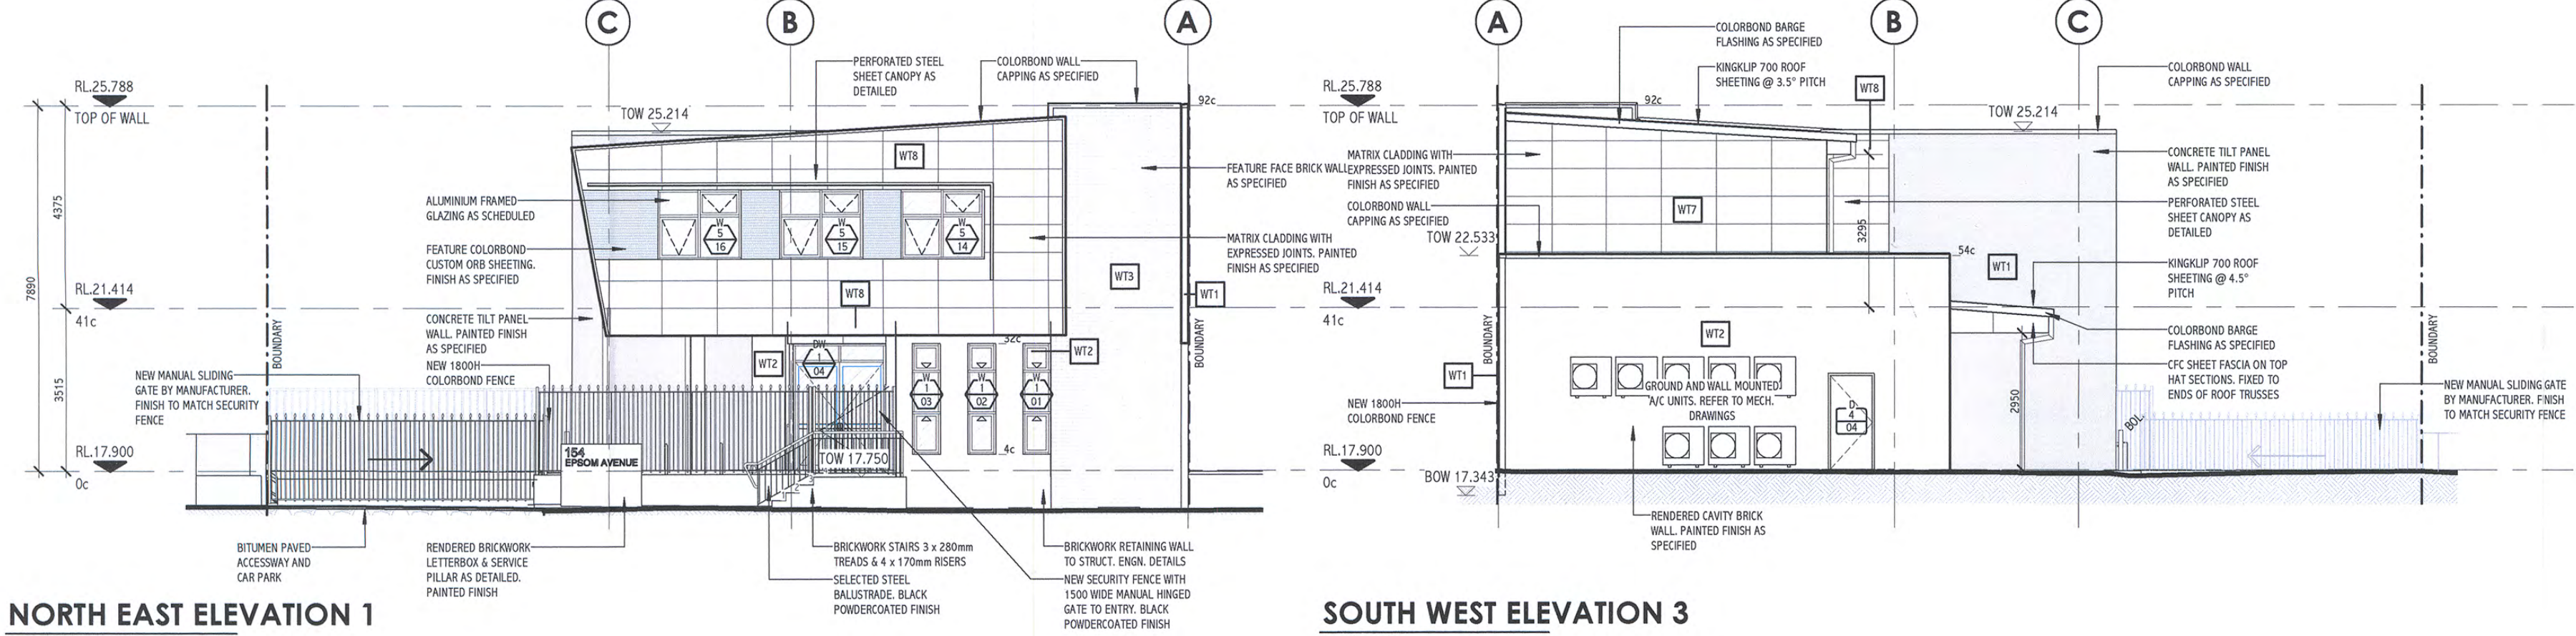 C
B
A
RL.25.788
TOP OF WALL
TOW 25.214
PERFORATED STEEL
SHEET CANOPY AS
DETAILED
COLORBOND WALL
CAPPING AS SPECIFIED
92c
WT8
FEATURE FACE BRICK WALL
AS SPECIFIED
ALUMINIUM FRAMED
GLAZING AS SCHEDULED
4375
W
5
16
W
5
15
W
5
14
FEATURE COLORBOND
CUSTOM ORB SHEETING.
FINISH AS SPECIFIED
MATRIX CLADDING WITH
EXPRESSED JOINTS. PAINTED
FINISH AS SPECIFIED
7890
RL.21.414
41c
WT8
WT3
WT1
CONCRETE TILT PANEL
WALL. PAINTED FINISH
AS SPECIFIED
BOUNDARY
BOUNDARY
32c
WT2
WT2
DW
1
04
NEW 1800H
COLORBOND FENCE
NEW MANUAL SLIDING
GATE BY MANUFACTURER.
FINISH TO MATCH SECURITY
FENCE
3515
W
1
03
W
1
02
W
1
01
RL.17.900
0c
154
EPSOM AVENUE
TOW 17.750
4c
BITUMEN PAVED
ACCESSWAY AND
CAR PARK
RENDERED BRICKWORK
LETTERBOX & SERVICE
PILLAR AS DETAILED.
PAINTED FINISH
BRICKWORK STAIRS 3 x 280mm
TREADS & 4 x 170mm RISERS
SELECTED STEEL
BALUSTRADE. BLACK
POWDERCOATED FINISH
BRICKWORK RETAINING WALL
TO STRUCT. ENGN. DETAILS
NEW SECURITY FENCE WITH
1500 WIDE MANUAL HINGED
GATE TO ENTRY. BLACK
POWDERCOATED FINISH
NORTH EAST ELEVATION 1
A
B
C
COLORBOND BARGE
FLASHING AS SPECIFIED
KINGKLIP 700 ROOF
SHEETING @ 3.5° PITCH
WT8
COLORBOND WALL
CAPPING AS SPECIFIED
RL.25.788
TOP OF WALL
92c
TOW 25.214
MATRIX CLADDING WITH
EXPRESSED JOINTS. PAINTED
FINISH AS SPECIFIED
CONCRETE TILT PANEL
WALL. PAINTED FINISH
AS SPECIFIED
COLORBOND WALL
CAPPING AS SPECIFIED
WT7
PERFORATED STEEL
SHEET CANOPY AS
DETAILED
3295
TOW 22.533
54c
WT1
KINGKLIP 700 ROOF
SHEETING @ 4.5°
PITCH
RL.21.414
41c
BOUNDARY
WT2
COLORBOND BARGE
FLASHING AS SPECIFIED
BOUNDARY
WT1
GROUND AND WALL MOUNTED
A/C UNITS. REFER TO MECH.
DRAWINGS
CFC SHEET FASCIA ON TOP
HAT SECTIONS. FIXED TO
ENDS OF ROOF TRUSSES
2950
NEW 1800H
COLORBOND FENCE
D
4
04
BOL.
NEW MANUAL SLIDING GATE
BY MANUFACTURER. FINISH
TO MATCH SECURITY FENCE
RL.17.900
0c
BOW 17.343
RENDERED CAVITY BRICK
WALL. PAINTED FINISH AS
SPECIFIED
SOUTH WEST ELEVATION 3